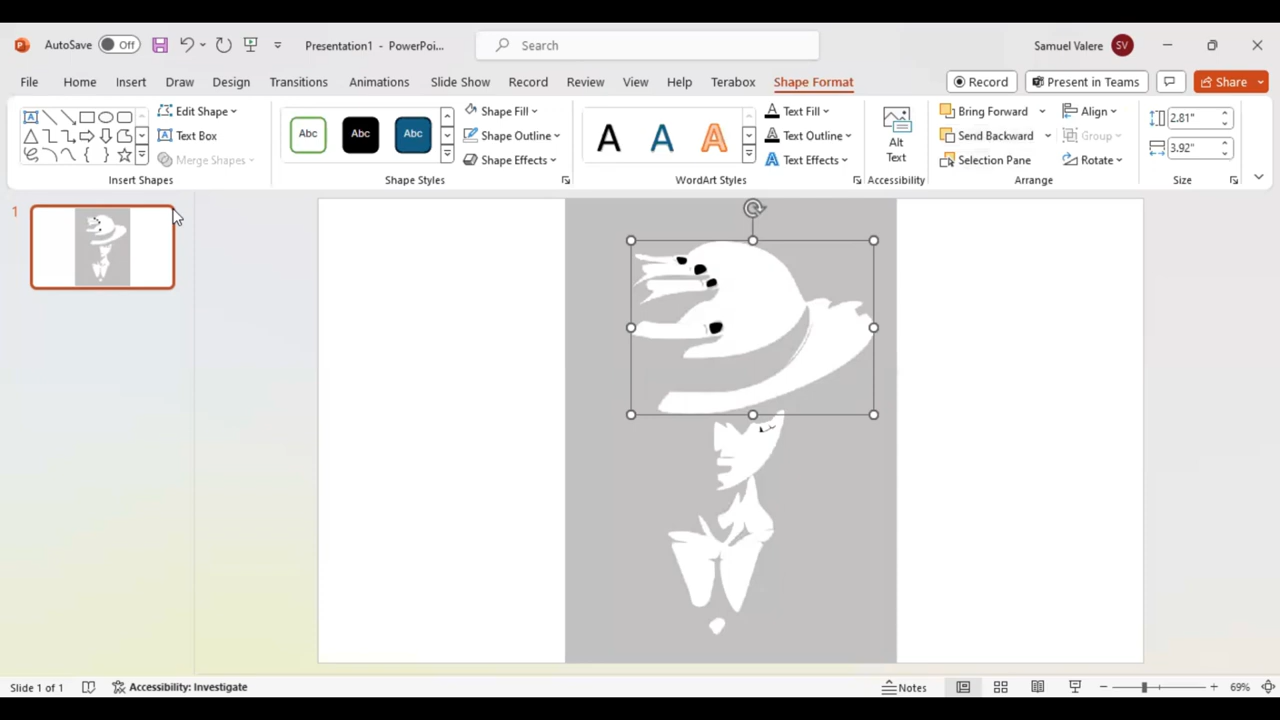 AutoSave Off Presentation1 - PowerPoi... Search Samuel Valere SV
File Home Insert Draw Design Transitions Animations Slide Show Record Review View Help Terabox Shape Format Record Present in Teams Share
Edit Shape Abc Abc Abc Shape Fill A A A Text Fill Bring Forward Align 2.81"
Text Box Shape Outline Text Outline Send Backward Group 3.92"
Merge Shapes Shape Effects Text Effects Alt Text Selection Pane Rotate
Insert Shapes Shape Styles WordArt Styles Accessibility Arrange Size
1
Slide 1 of 1 Accessibility: Investigate Notes 69%